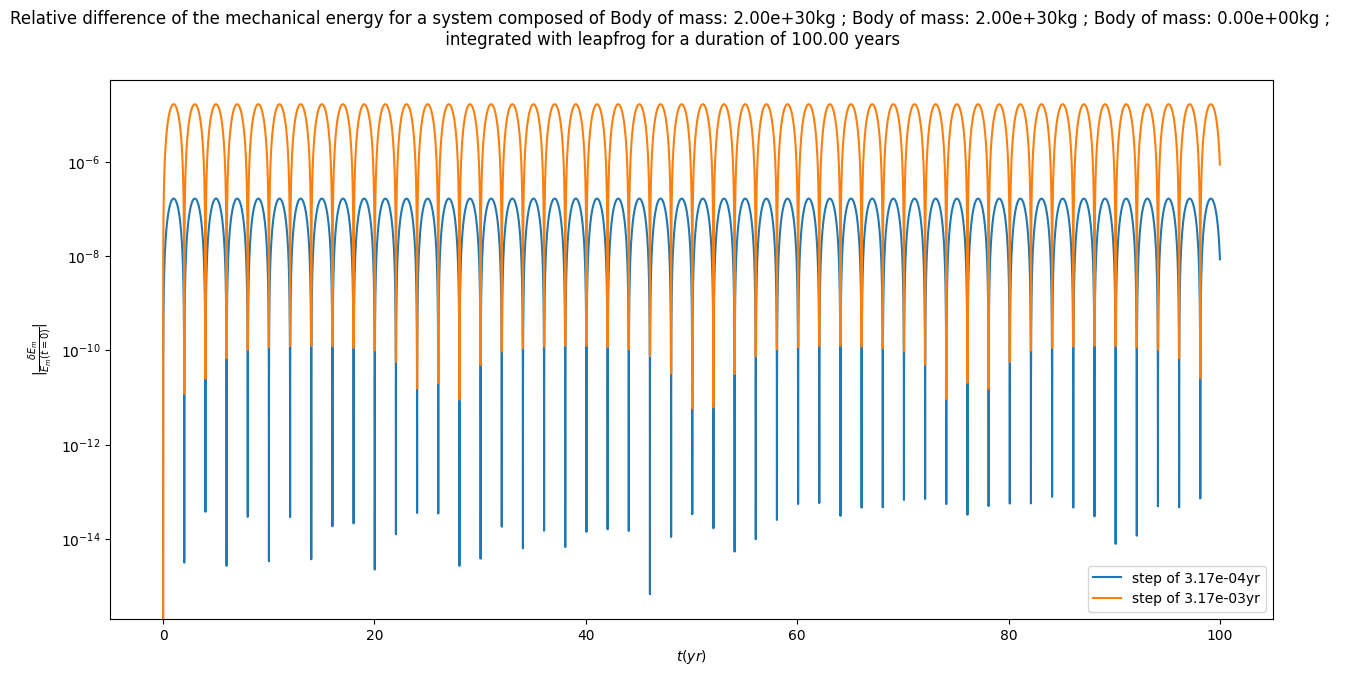 Relative difference of the mechanical energy for a system composed of Body of mass: 2.00e+30kg ; Body of mass: 2.00e+30kg ; Body of mass: 0.00e+00kg ;
integrated with leapfrog for a duration of 100.00 years
|δE_m / E_m(t = 0)|
10^−6
10^−8
10^−10
10^−12
10^−14
step of 3.17e-04yr
step of 3.17e-03yr
0 20 40 60 80 100
t(yr)